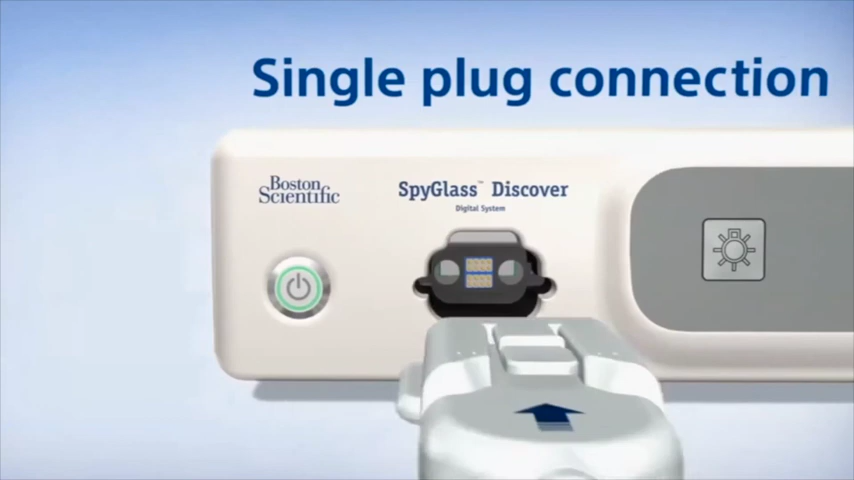 Single plug connection
Boston
Scientific
SpyGlass™ Discover
Digital System